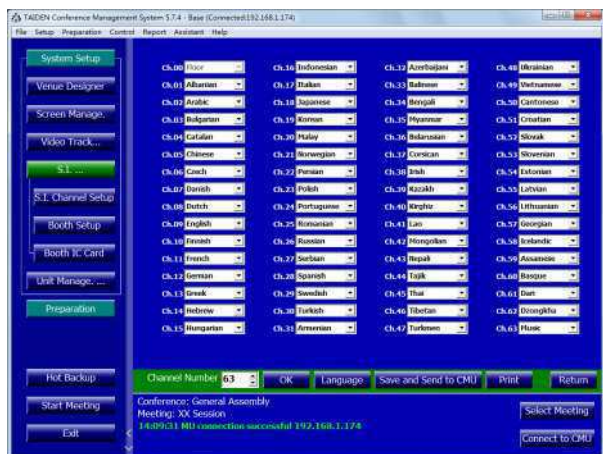 TAIDEN Conference Management System 5.7.4 - Base (Connected:192.168.1.174)
File Setup Preparation Control Report Assistant Help
System Setup
Venue Designer
Screen Manage.
Video Track...
S.I. ...
S.I. Channel Setup
Booth Setup
Booth IC Card
Unit Manage. ...
Preparation
Hot Backup
Start Meeting
Exit
Ch.00 Floor Ch.16 Indonesian Ch.32 Azerbaijani Ch.48 Ukrainian
Ch.01 Albanian Ch.17 Italian Ch.33 Balinese Ch.49 Vietnamese
Ch.02 Arabic Ch.18 Japanese Ch.34 Bengali Ch.50 Cantonese
Ch.03 Bulgarian Ch.19 Korean Ch.35 Myanmar Ch.51 Croatian
Ch.04 Catalan Ch.20 Malay Ch.36 Belarusian Ch.52 Slovak
Ch.05 Chinese Ch.21 Norwegian Ch.37 Corsican Ch.53 Slovenian
Ch.06 Czech Ch.22 Persian Ch.38 Irish Ch.54 Estonian
Ch.07 Danish Ch.23 Polish Ch.39 Kazakh Ch.55 Latvian
Ch.08 Dutch Ch.24 Portuguese Ch.40 Kirghiz Ch.56 Lithuanian
Ch.09 English Ch.25 Romanian Ch.41 Lao Ch.57 Georgian
Ch.10 Finnish Ch.26 Russian Ch.42 Mongolian Ch.58 Icelandic
Ch.11 French Ch.27 Serbian Ch.43 Nepali Ch.59 Assamese
Ch.12 German Ch.28 Spanish Ch.44 Tajik Ch.60 Basque
Ch.13 Greek Ch.29 Swedish Ch.45 Thai Ch.61 Dari
Ch.14 Hebrew Ch.30 Turkish Ch.46 Tibetan Ch.62 Dzongkha
Ch.15 Hungarian Ch.31 Armenian Ch.47 Turkmen Ch.63 Music
Channel Number 63 OK Language Save and Send to CMU Print Return
Conference: General Assembly
Meeting: XX Session
14:09:31 MU connection successful 192.168.1.174
Select Meeting
Connect to CMU